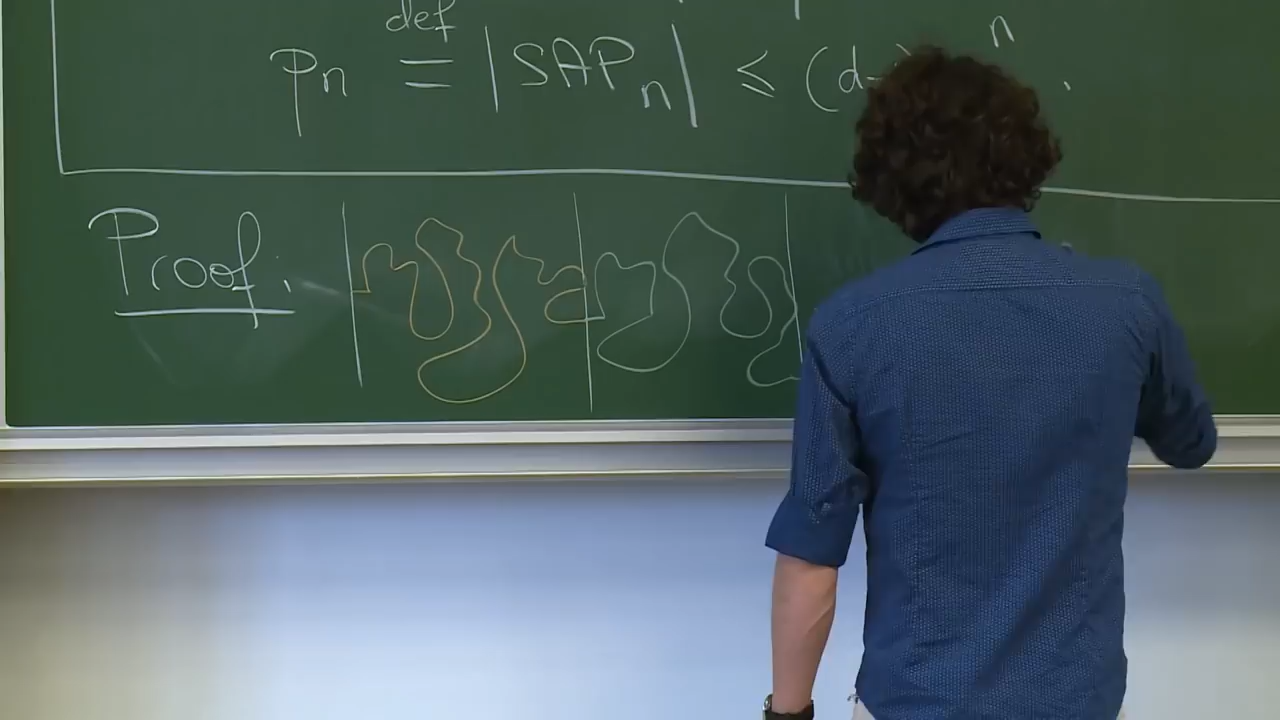 pn def= |SAPn| ≤ (d- n .
Proof: